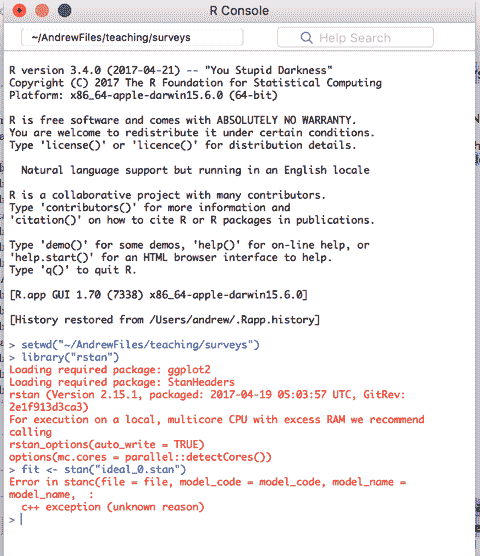 R Console
~/AndrewFiles/teaching/surveys
Help Search
R version 3.4.0 (2017-04-21) -- "You Stupid Darkness"
Copyright (C) 2017 The R Foundation for Statistical Computing
Platform: x86_64-apple-darwin15.6.0 (64-bit)
R is free software and comes with ABSOLUTELY NO WARRANTY.
You are welcome to redistribute it under certain conditions.
Type 'license()' or 'licence()' for distribution details.
Natural language support but running in an English locale
R is a collaborative project with many contributors.
Type 'contributors()' for more information and
'citation()' on how to cite R or R packages in publications.
Type 'demo()' for some demos, 'help()' for on-line help, or
'help.start()' for an HTML browser interface to help.
Type 'q()' to quit R.
[R.app GUI 1.70 (7338) x86_64-apple-darwin15.6.0]
[History restored from /Users/andrew/.Rapp.history]
> setwd("~/AndrewFiles/teaching/surveys")
> library("rstan")
Loading required package: ggplot2
Loading required package: StanHeaders
rstan (Version 2.15.1, packaged: 2017-04-19 05:03:57 UTC, GitRev:
2e1f913d3ca3)
For execution on a local, multicore CPU with excess RAM we recommend
calling
rstan_options(auto_write = TRUE)
options(mc.cores = parallel::detectCores())
> fit <- stan("ideal_0.stan")
Error in stanc(file = file, model_code = model_code, model_name =
model_name,  :
c++ exception (unknown reason)
>